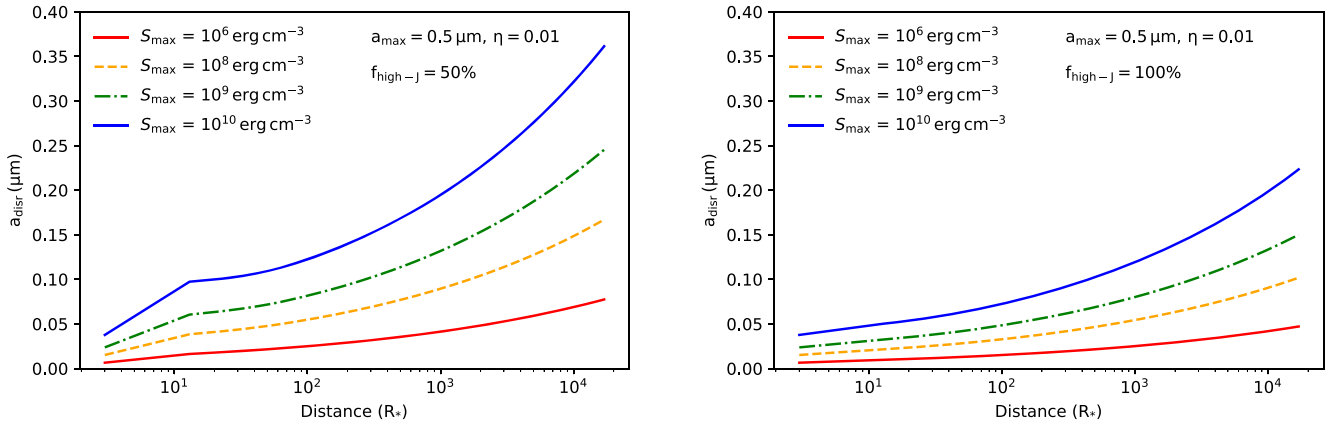 0.40
0.35
0.30
0.25
0.20
0.15
0.10
0.05
0.00
a_disr (μm)
S_max = 10^6 erg cm^−3
S_max = 10^8 erg cm^−3
S_max = 10^9 erg cm^−3
S_max = 10^10 erg cm^−3
a_max = 0.5 μm, η = 0.01
f_high−J = 50%
10^1 10^2 10^3 10^4
Distance (R_*)
0.40
0.35
0.30
0.25
0.20
0.15
0.10
0.05
0.00
a_disr (μm)
S_max = 10^6 erg cm^−3
S_max = 10^8 erg cm^−3
S_max = 10^9 erg cm^−3
S_max = 10^10 erg cm^−3
a_max = 0.5 μm, η = 0.01
f_high−J = 100%
10^1 10^2 10^3 10^4
Distance (R_*)